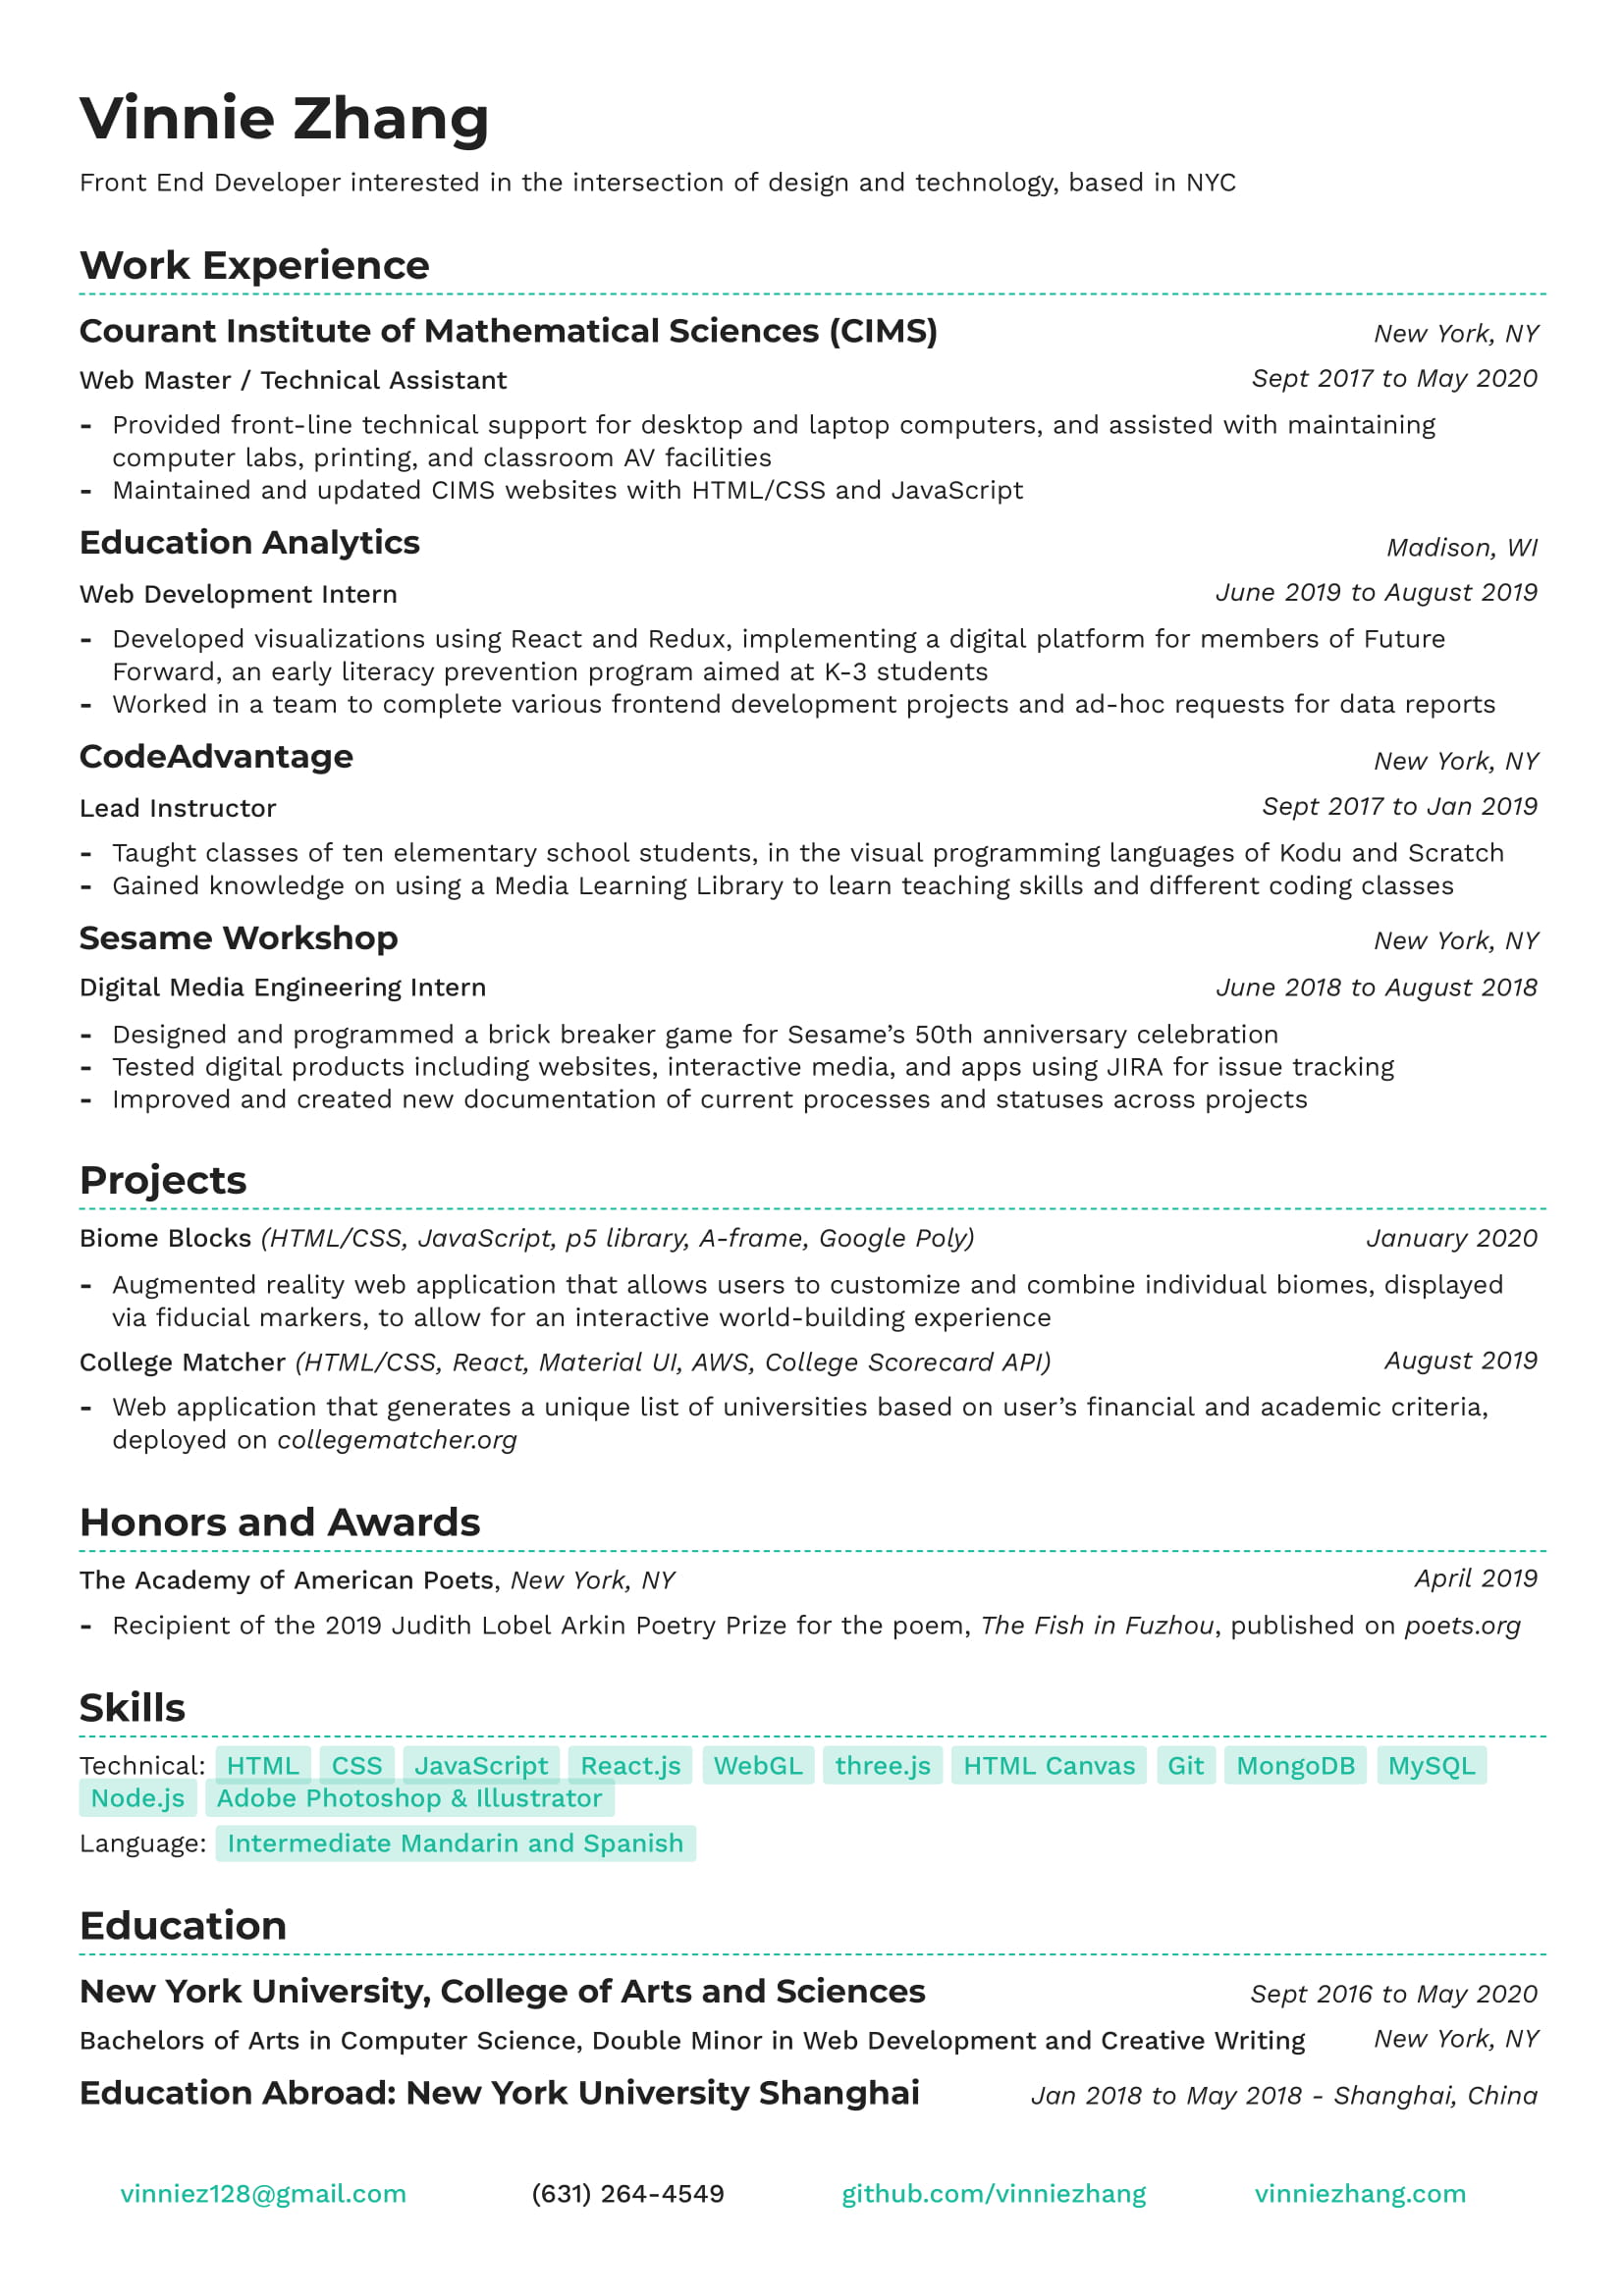 Vinnie Zhang
Front End Developer interested in the intersection of design and technology, based in NYC
Work Experience
Courant Institute of Mathematical Sciences (CIMS) New York, NY
Web Master / Technical Assistant Sept 2017 to May 2020
- Provided front-line technical support for desktop and laptop computers, and assisted with maintaining
computer labs, printing, and classroom AV facilities
- Maintained and updated CIMS websites with HTML/CSS and JavaScript
Education Analytics Madison, WI
Web Development Intern June 2019 to August 2019
- Developed visualizations using React and Redux, implementing a digital platform for members of Future
Forward, an early literacy prevention program aimed at K-3 students
- Worked in a team to complete various frontend development projects and ad-hoc requests for data reports
CodeAdvantage New York, NY
Lead Instructor Sept 2017 to Jan 2019
- Taught classes of ten elementary school students, in the visual programming languages of Kodu and Scratch
- Gained knowledge on using a Media Learning Library to learn teaching skills and different coding classes
Sesame Workshop New York, NY
Digital Media Engineering Intern June 2018 to August 2018
- Designed and programmed a brick breaker game for Sesame’s 50th anniversary celebration
- Tested digital products including websites, interactive media, and apps using JIRA for issue tracking
- Improved and created new documentation of current processes and statuses across projects
Projects
Biome Blocks (HTML/CSS, JavaScript, p5 library, A-frame, Google Poly) January 2020
- Augmented reality web application that allows users to customize and combine individual biomes, displayed
via fiducial markers, to allow for an interactive world-building experience
College Matcher (HTML/CSS, React, Material UI, AWS, College Scorecard API) August 2019
- Web application that generates a unique list of universities based on user’s financial and academic criteria,
deployed on collegematcher.org
Honors and Awards
The Academy of American Poets, New York, NY April 2019
- Recipient of the 2019 Judith Lobel Arkin Poetry Prize for the poem, The Fish in Fuzhou, published on poets.org
Skills
Technical: HTML CSS JavaScript React.js WebGL three.js HTML Canvas Git MongoDB MySQL
Node.js Adobe Photoshop & Illustrator
Language: Intermediate Mandarin and Spanish
Education
New York University, College of Arts and Sciences Sept 2016 to May 2020
Bachelors of Arts in Computer Science, Double Minor in Web Development and Creative Writing New York, NY
Education Abroad: New York University Shanghai Jan 2018 to May 2018 - Shanghai, China
vinniez128@gmail.com (631) 264-4549 github.com/vinniezhang vinniezhang.com